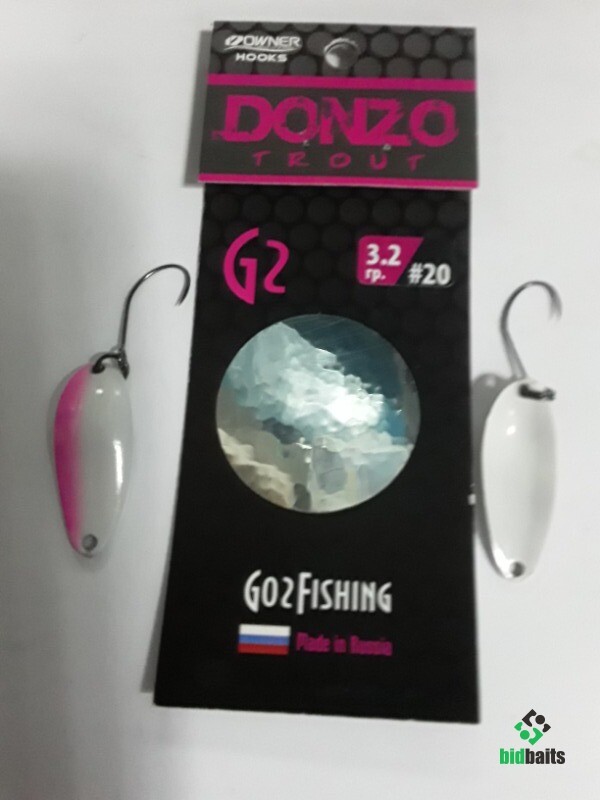 OWNER
HOOKS
DONZO
TROUT
G2
3.2
гр.
#20
GO2FISHING
Made in Russia
bidbaits